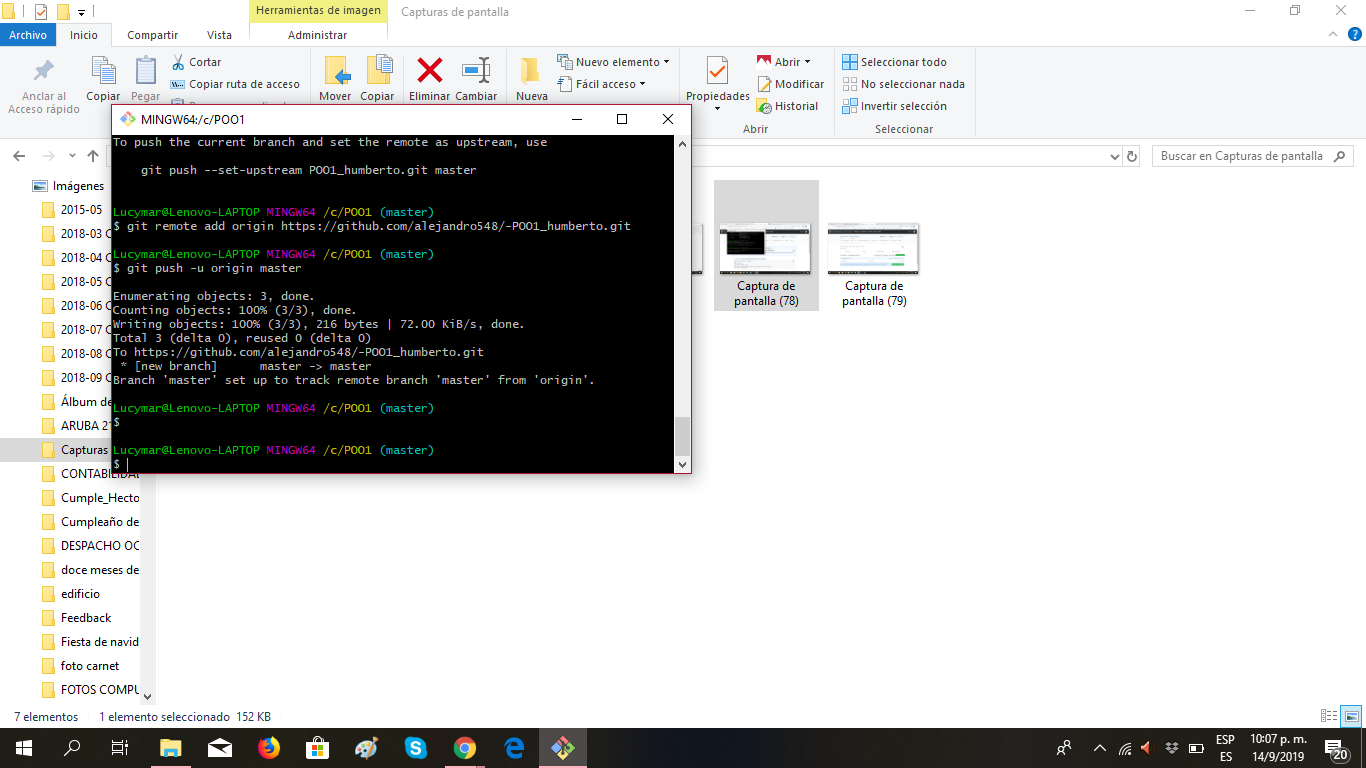 Herramientas de imagen
Capturas de pantalla
Archivo
Inicio
Compartir
Vista
Administrar
Anclar al
Acceso rápido
Copiar
Pegar
Cortar
Copiar ruta de acceso
Mover
Copiar
Eliminar
Cambiar
Nueva
Nuevo elemento
Fácil acceso
Propiedades
Abrir
Modificar
Historial
Abrir
Seleccionar todo
No seleccionar nada
Invertir selección
Seleccionar
Buscar en Capturas de pantalla
MINGW64:/c/POO1
To push the current branch and set the remote as upstream, use
git push --set-upstream POO1_humberto.git master
Lucymar@Lenovo-LAPTOP MINGW64 /c/POO1 (master)
$ git remote add origin https://github.com/alejandro548/-POO1_humberto.git
Lucymar@Lenovo-LAPTOP MINGW64 /c/POO1 (master)
$ git push -u origin master
Enumerating objects: 3, done.
Counting objects: 100% (3/3), done.
Writing objects: 100% (3/3), 216 bytes | 72.00 KiB/s, done.
Total 3 (delta 0), reused 0 (delta 0)
To https://github.com/alejandro548/-POO1_humberto.git
* [new branch]      master -> master
Branch 'master' set up to track remote branch 'master' from 'origin'.
Lucymar@Lenovo-LAPTOP MINGW64 /c/POO1 (master)
$
Lucymar@Lenovo-LAPTOP MINGW64 /c/POO1 (master)
$
Imágenes
2015-05
2018-03 C
2018-04 C
2018-05 C
2018-06 C
2018-07 C
2018-08 C
2018-09 C
Álbum de
ARUBA 21
Capturas
CONTABILIDAD
Cumple_Hecto
Cumpleaño de
DESPACHO OC
doce meses de
edificio
Feedback
Fiesta de navid
foto carnet
FOTOS COMPU
Captura de
pantalla (78)
Captura de
pantalla (79)
7 elementos
1 elemento seleccionado 152 KB
ESP
ES
10:07 p. m.
14/9/2019
20